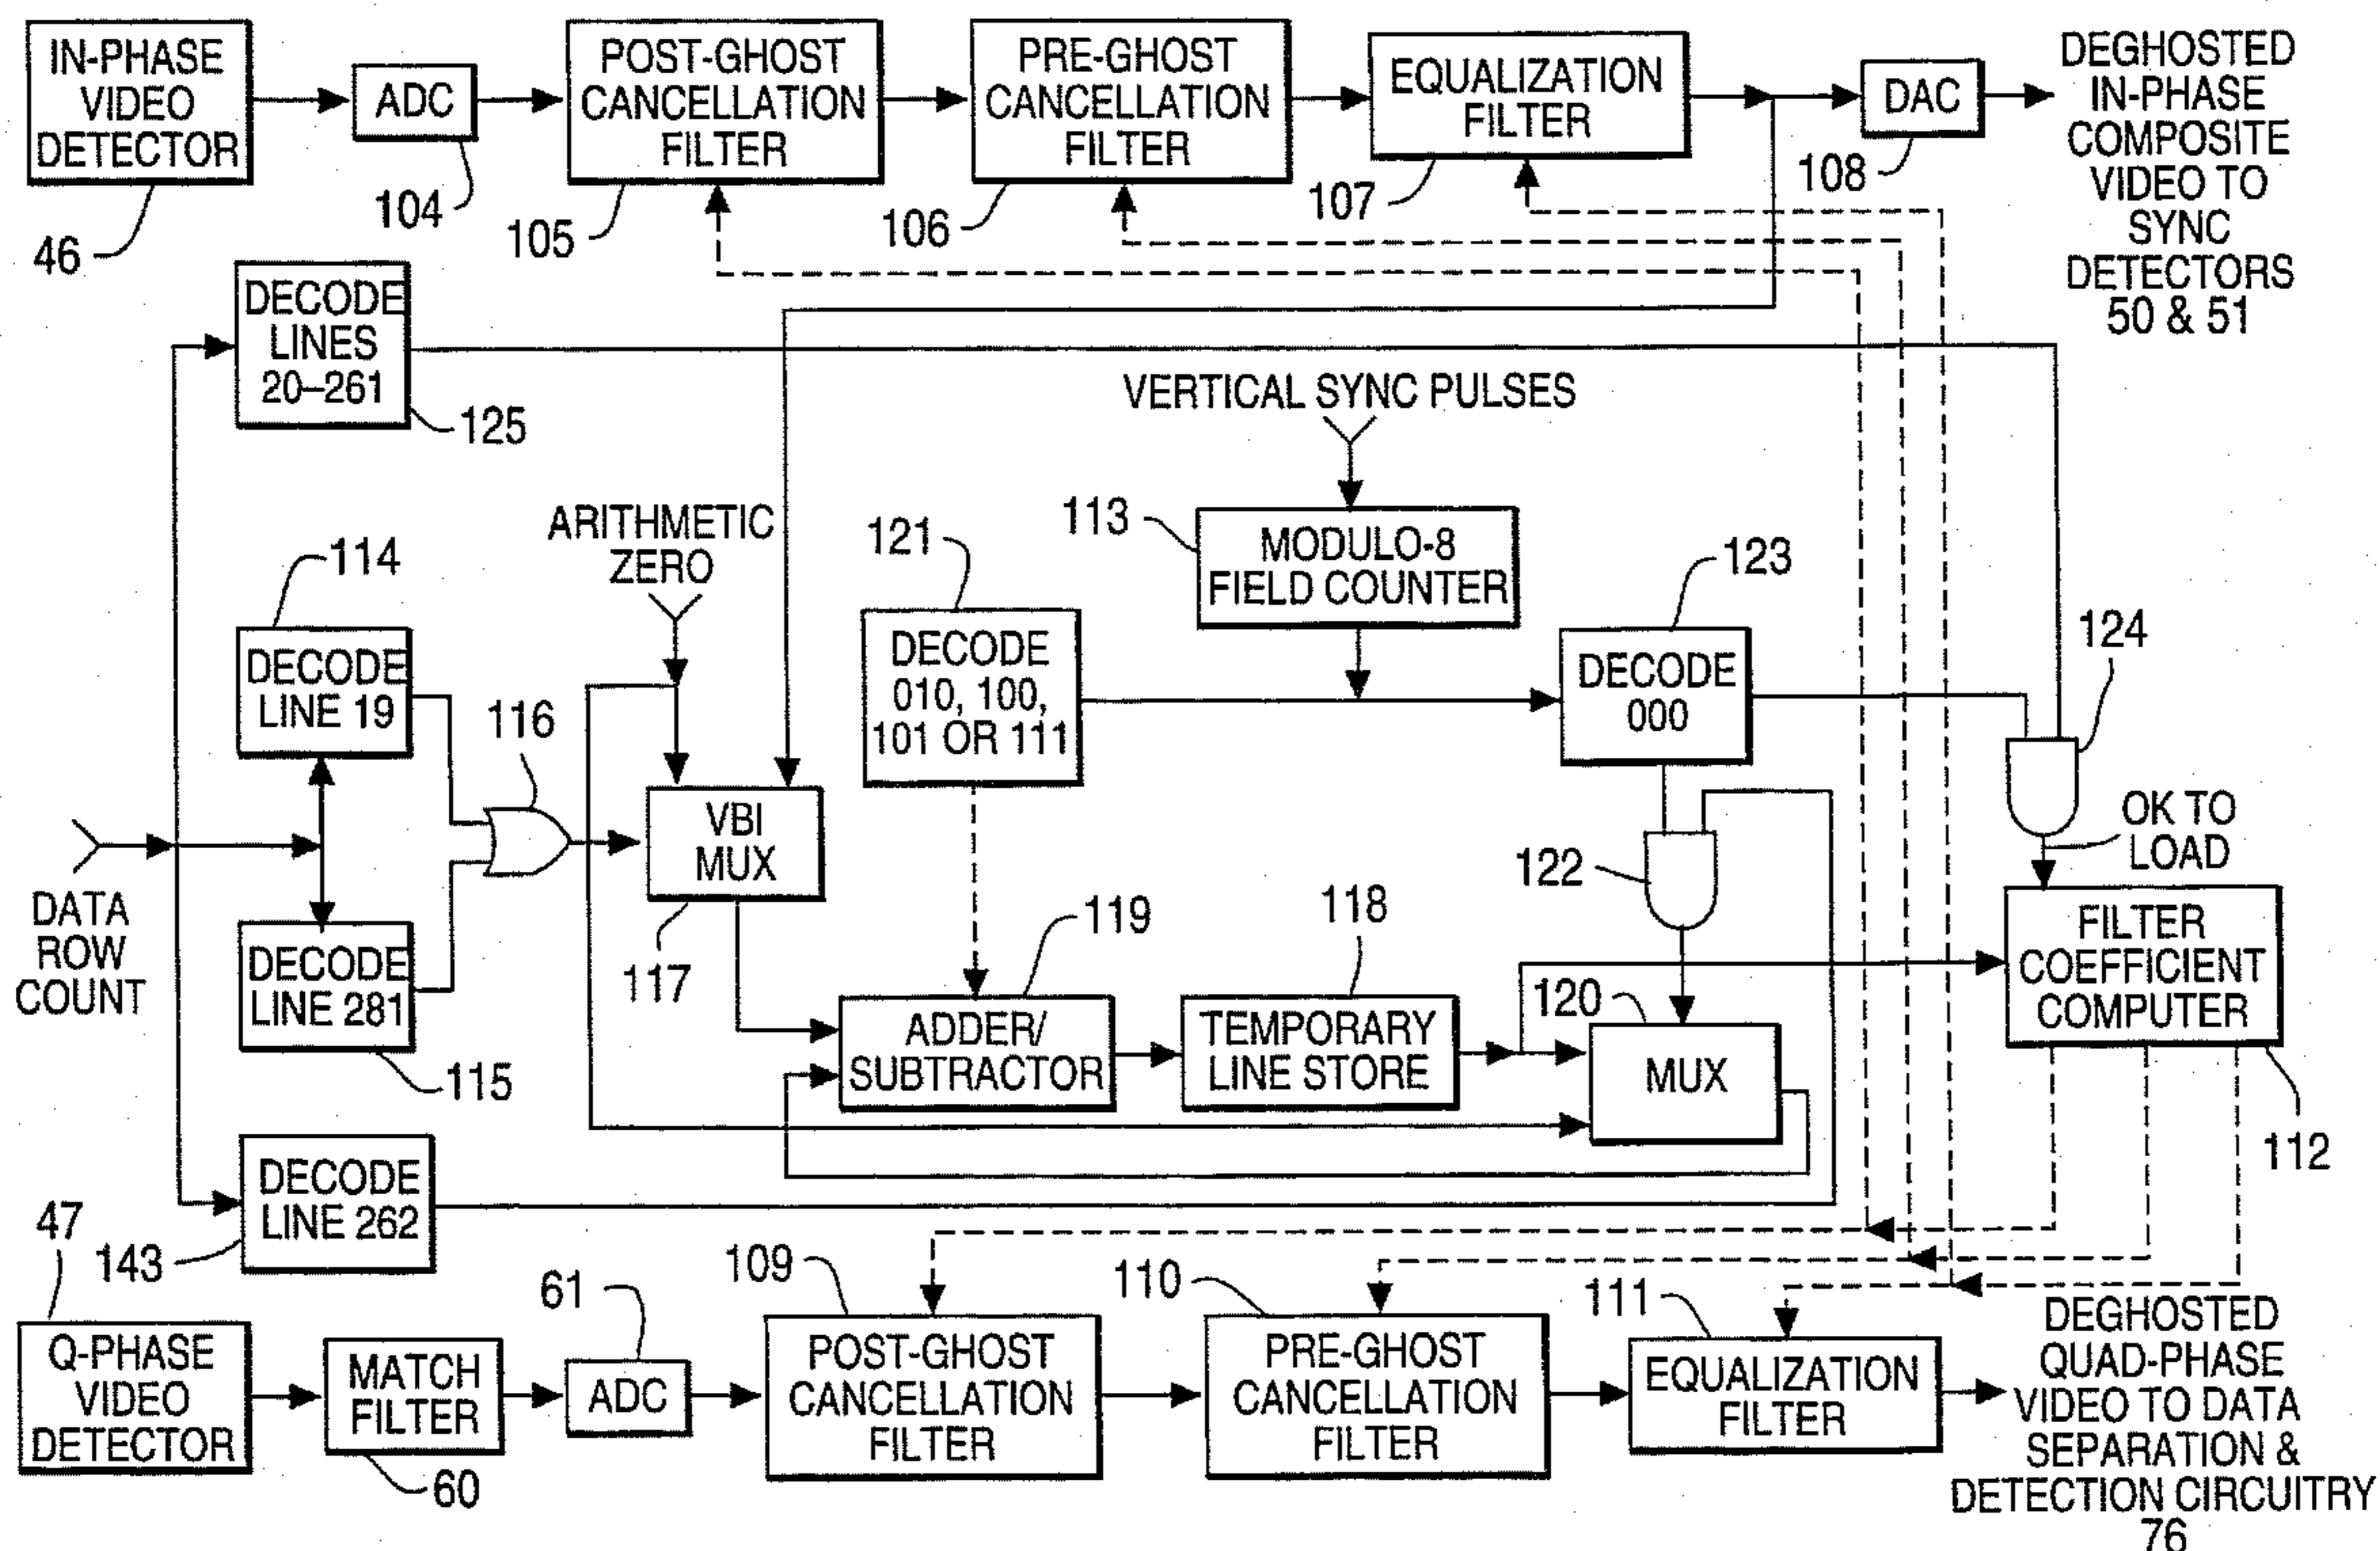 IN-PHASE
VIDEO
DETECTOR
46
ADC
104
POST-GHOST
CANCELLATION
FILTER
105
PRE-GHOST
CANCELLATION
FILTER
106
EQUALIZATION
FILTER
107
DAC
108
DEGHOSTED
IN-PHASE
COMPOSITE
VIDEO TO
SYNC
DETECTORS
50 & 51
DECODE
LINES
20–261
125
VERTICAL SYNC PULSES
113
MODULO-8
FIELD COUNTER
ARITHMETIC
ZERO
121
DECODE
010, 100,
101 OR 111
123
DECODE
000
124
OK TO
LOAD
114
DECODE
LINE 19
116
VBI
MUX
117
122
DATA
ROW
COUNT
DECODE
LINE 281
115
119
ADDER/
SUBTRACTOR
118
TEMPORARY
LINE STORE
120
MUX
FILTER
COEFFICIENT
COMPUTER
112
DECODE
LINE 262
143
47
Q-PHASE
VIDEO
DETECTOR
MATCH
FILTER
60
61
ADC
109
POST-GHOST
CANCELLATION
FILTER
110
PRE-GHOST
CANCELLATION
FILTER
111
EQUALIZATION
FILTER
DEGHOSTED
QUAD-PHASE
VIDEO TO DATA
SEPARATION &
DETECTION CIRCUITRY
76